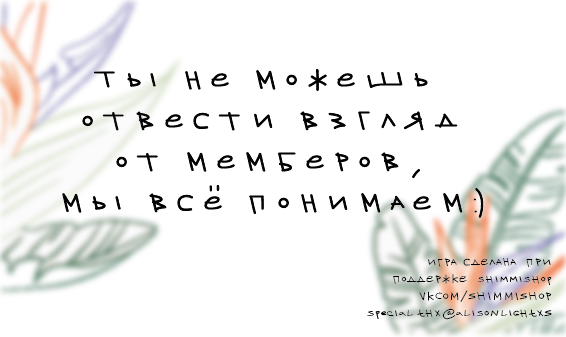 ты не можешь
отвести взгляд
от мемберов,
мы всё понимаем:)
игра сделана при
поддержке shimmishop
vk.com/shimmishop
special thx@alisonlightxs